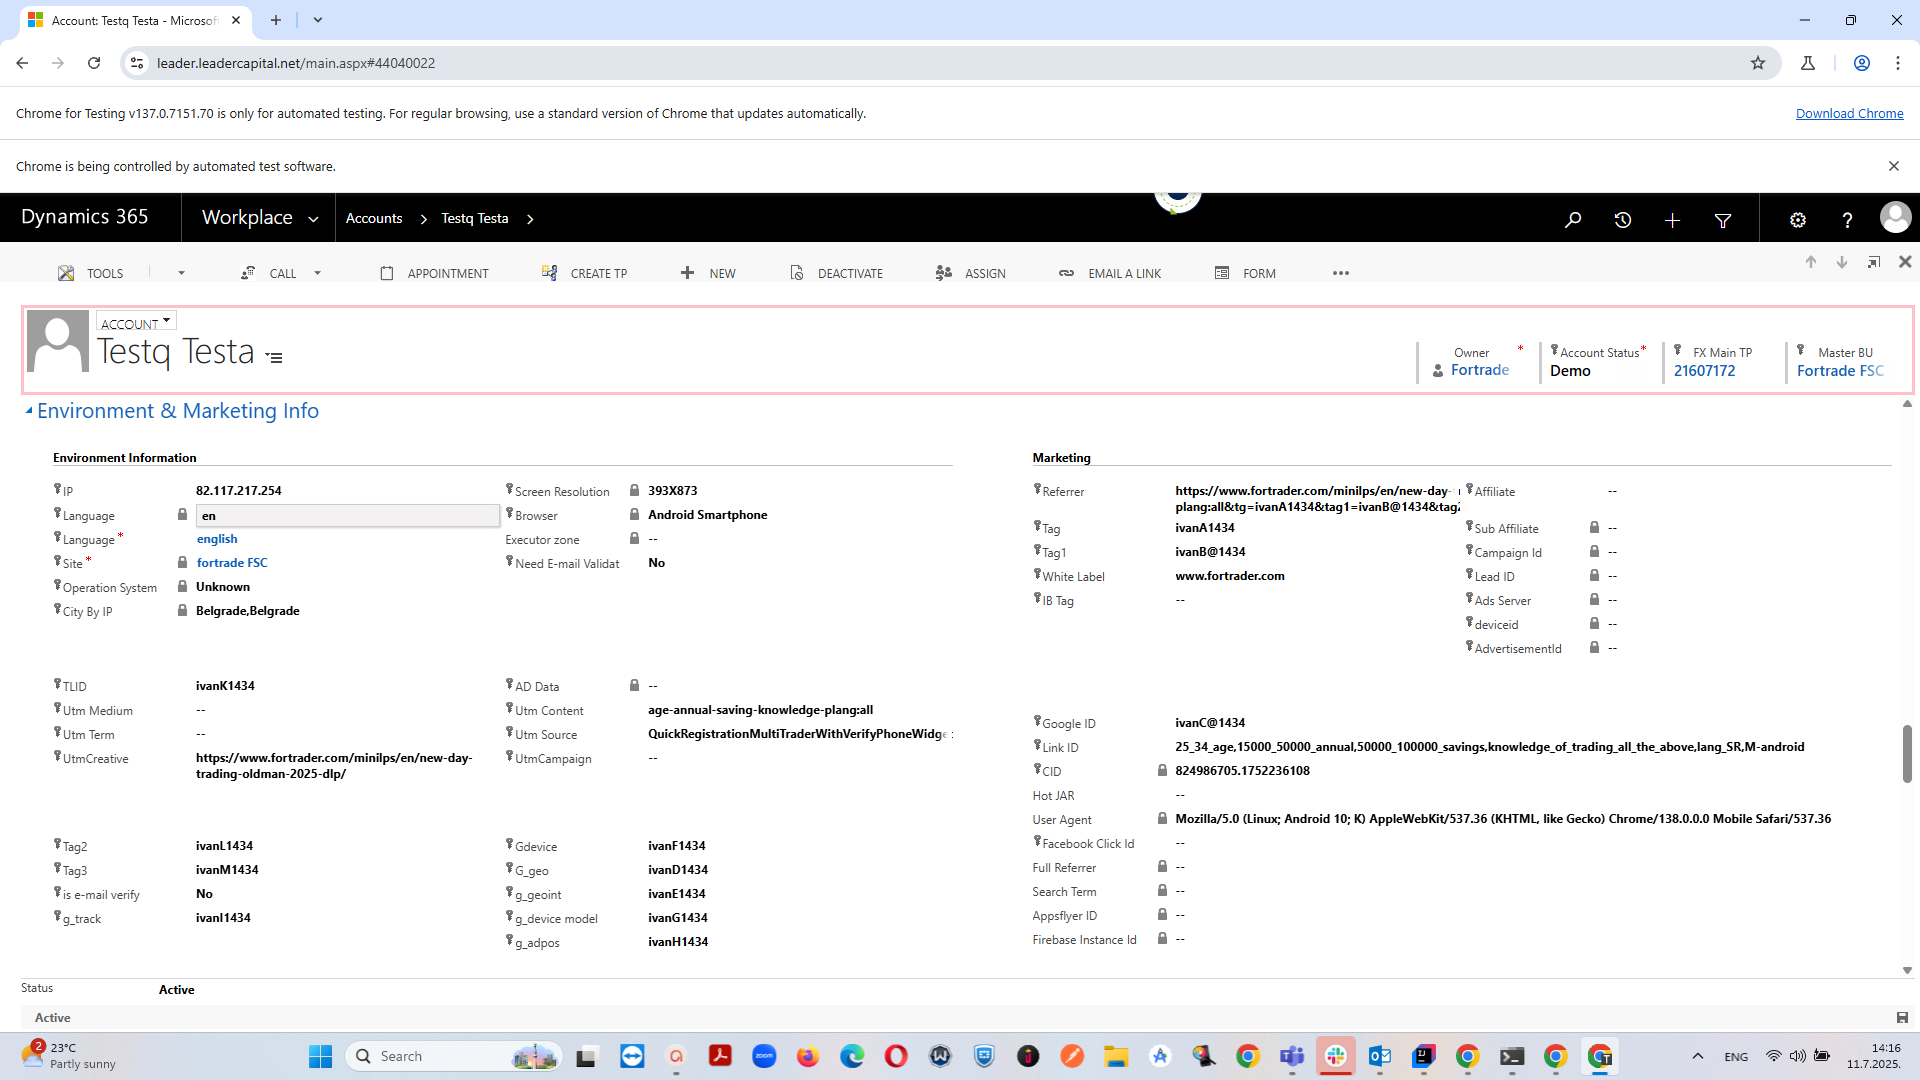 Account: Testq Testa - Microsof
leader.leadercapital.net/main.aspx#44040022
Chrome for Testing v137.0.7151.70 is only for automated testing. For regular browsing, use a standard version of Chrome that updates automatically.
Download Chrome
Chrome is being controlled by automated test software.
Dynamics 365
Workplace
Accounts
Testq Testa
TOOLS
CALL
APPOINTMENT
CREATE TP
NEW
DEACTIVATE
ASSIGN
EMAIL A LINK
FORM
ACCOUNT
Testq Testa
Owner *
Fortrade
Account Status*
Demo
FX Main TP
21607172
Master BU
Fortrade FSC
Environment & Marketing Info
Environment Information
IP 82.117.217.254
Language en
Language* english
Site* fortrade FSC
Operation System Unknown
City By IP Belgrade,Belgrade
Screen Resolution 393X873
Browser Android Smartphone
Executor zone --
Need E-mail Validat No
TLID ivanK1434
Utm Medium --
Utm Term --
UtmCreative https://www.fortrader.com/minilps/en/new-day-
trading-oldman-2025-dlp/
AD Data --
Utm Content age-annual-saving-knowledge-plang:all
Utm Source QuickRegistrationMultiTraderWithVerifyPhoneWidge
UtmCampaign --
Tag2 ivanL1434
Tag3 ivanM1434
is e-mail verify No
g_track ivanI1434
Gdevice ivanF1434
G_geo ivanD1434
g_geoint ivanE1434
g_device model ivanG1434
g_adpos ivanH1434
Marketing
Referrer https://www.fortrader.com/minilps/en/new-day-
plang:all&tg=ivanA1434&tag1=ivanB@1434&tag2
Tag ivanA1434
Tag1 ivanB@1434
White Label www.fortrader.com
IB Tag --
Affiliate --
Sub Affiliate --
Campaign Id --
Lead ID --
Ads Server --
deviceid --
AdvertisementId --
Google ID ivanC@1434
Link ID 25_34_age,15000_50000_annual,50000_100000_savings,knowledge_of_trading_all_the_above,lang_SR,M-android
CID 824986705.1752236108
Hot JAR --
User Agent Mozilla/5.0 (Linux; Android 10; K) AppleWebKit/537.36 (KHTML, like Gecko) Chrome/138.0.0.0 Mobile Safari/537.36
Facebook Click Id --
Full Referrer --
Search Term --
Appsflyer ID --
Firebase Instance Id --
Status Active
Active
2
23°C
Partly sunny
Search
zoom
ENG
14:16
11.7.2025.